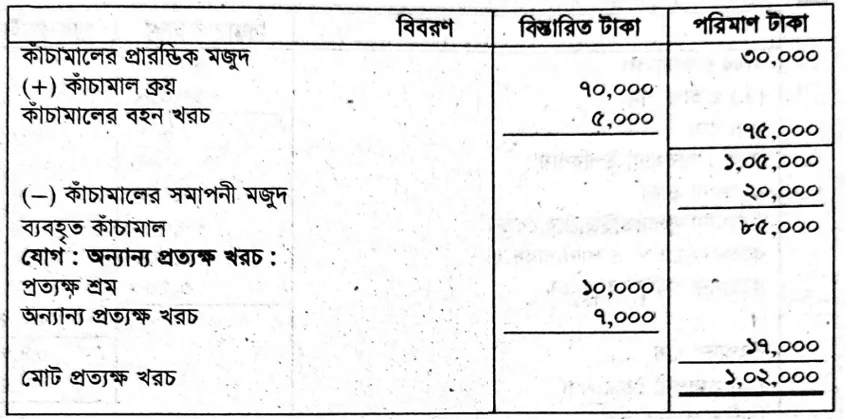 বিবরণ বিস্তারিত টাকা পরিমাণ টাকা
কাঁচামালের প্রারম্ভিক মজুদ ৩০,০০০
(+) কাঁচামাল ক্রয় ৭০,০০০
কাঁচামালের বহন খরচ ৫,০০০ ৭৫,০০০
১,০৫,০০০
(−) কাঁচামালের সমাপনী মজুদ ২০,০০০
ব্যবহৃত কাঁচামাল ৮৫,০০০
যোগ : অন্যান্য প্রত্যক্ষ খরচ :
প্রত্যক্ষ শ্রম ১০,০০০
অন্যান্য প্রত্যক্ষ খরচ ৭,০০০
১৭,০০০
মোট প্রত্যক্ষ খরচ ১,০২,০০০